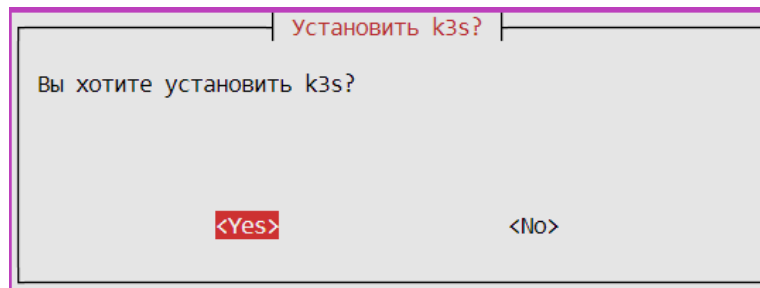 Установить k3s?
Вы хотите установить k3s?
<Yes> <No>